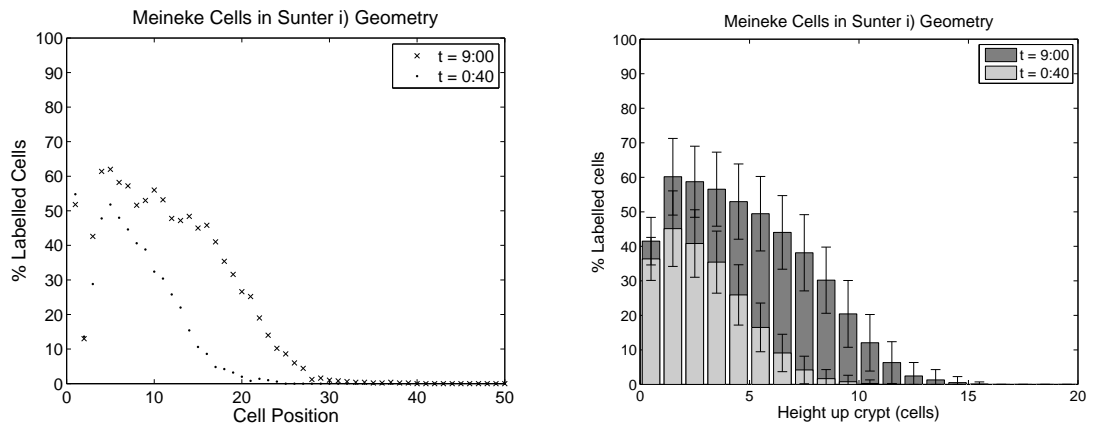 Meineke Cells in Sunter i) Geometry
100
90
80
70
60
50
40
30
20
10
0
% Labelled Cells
t = 9:00
t = 0:40
0 10 20 30 40 50
Cell Position
Meineke Cells in Sunter i) Geometry
100
90
80
70
60
50
40
30
20
10
0
% Labelled cells
t = 9:00
t = 0:40
0 5 10 15 20
Height up crypt (cells)